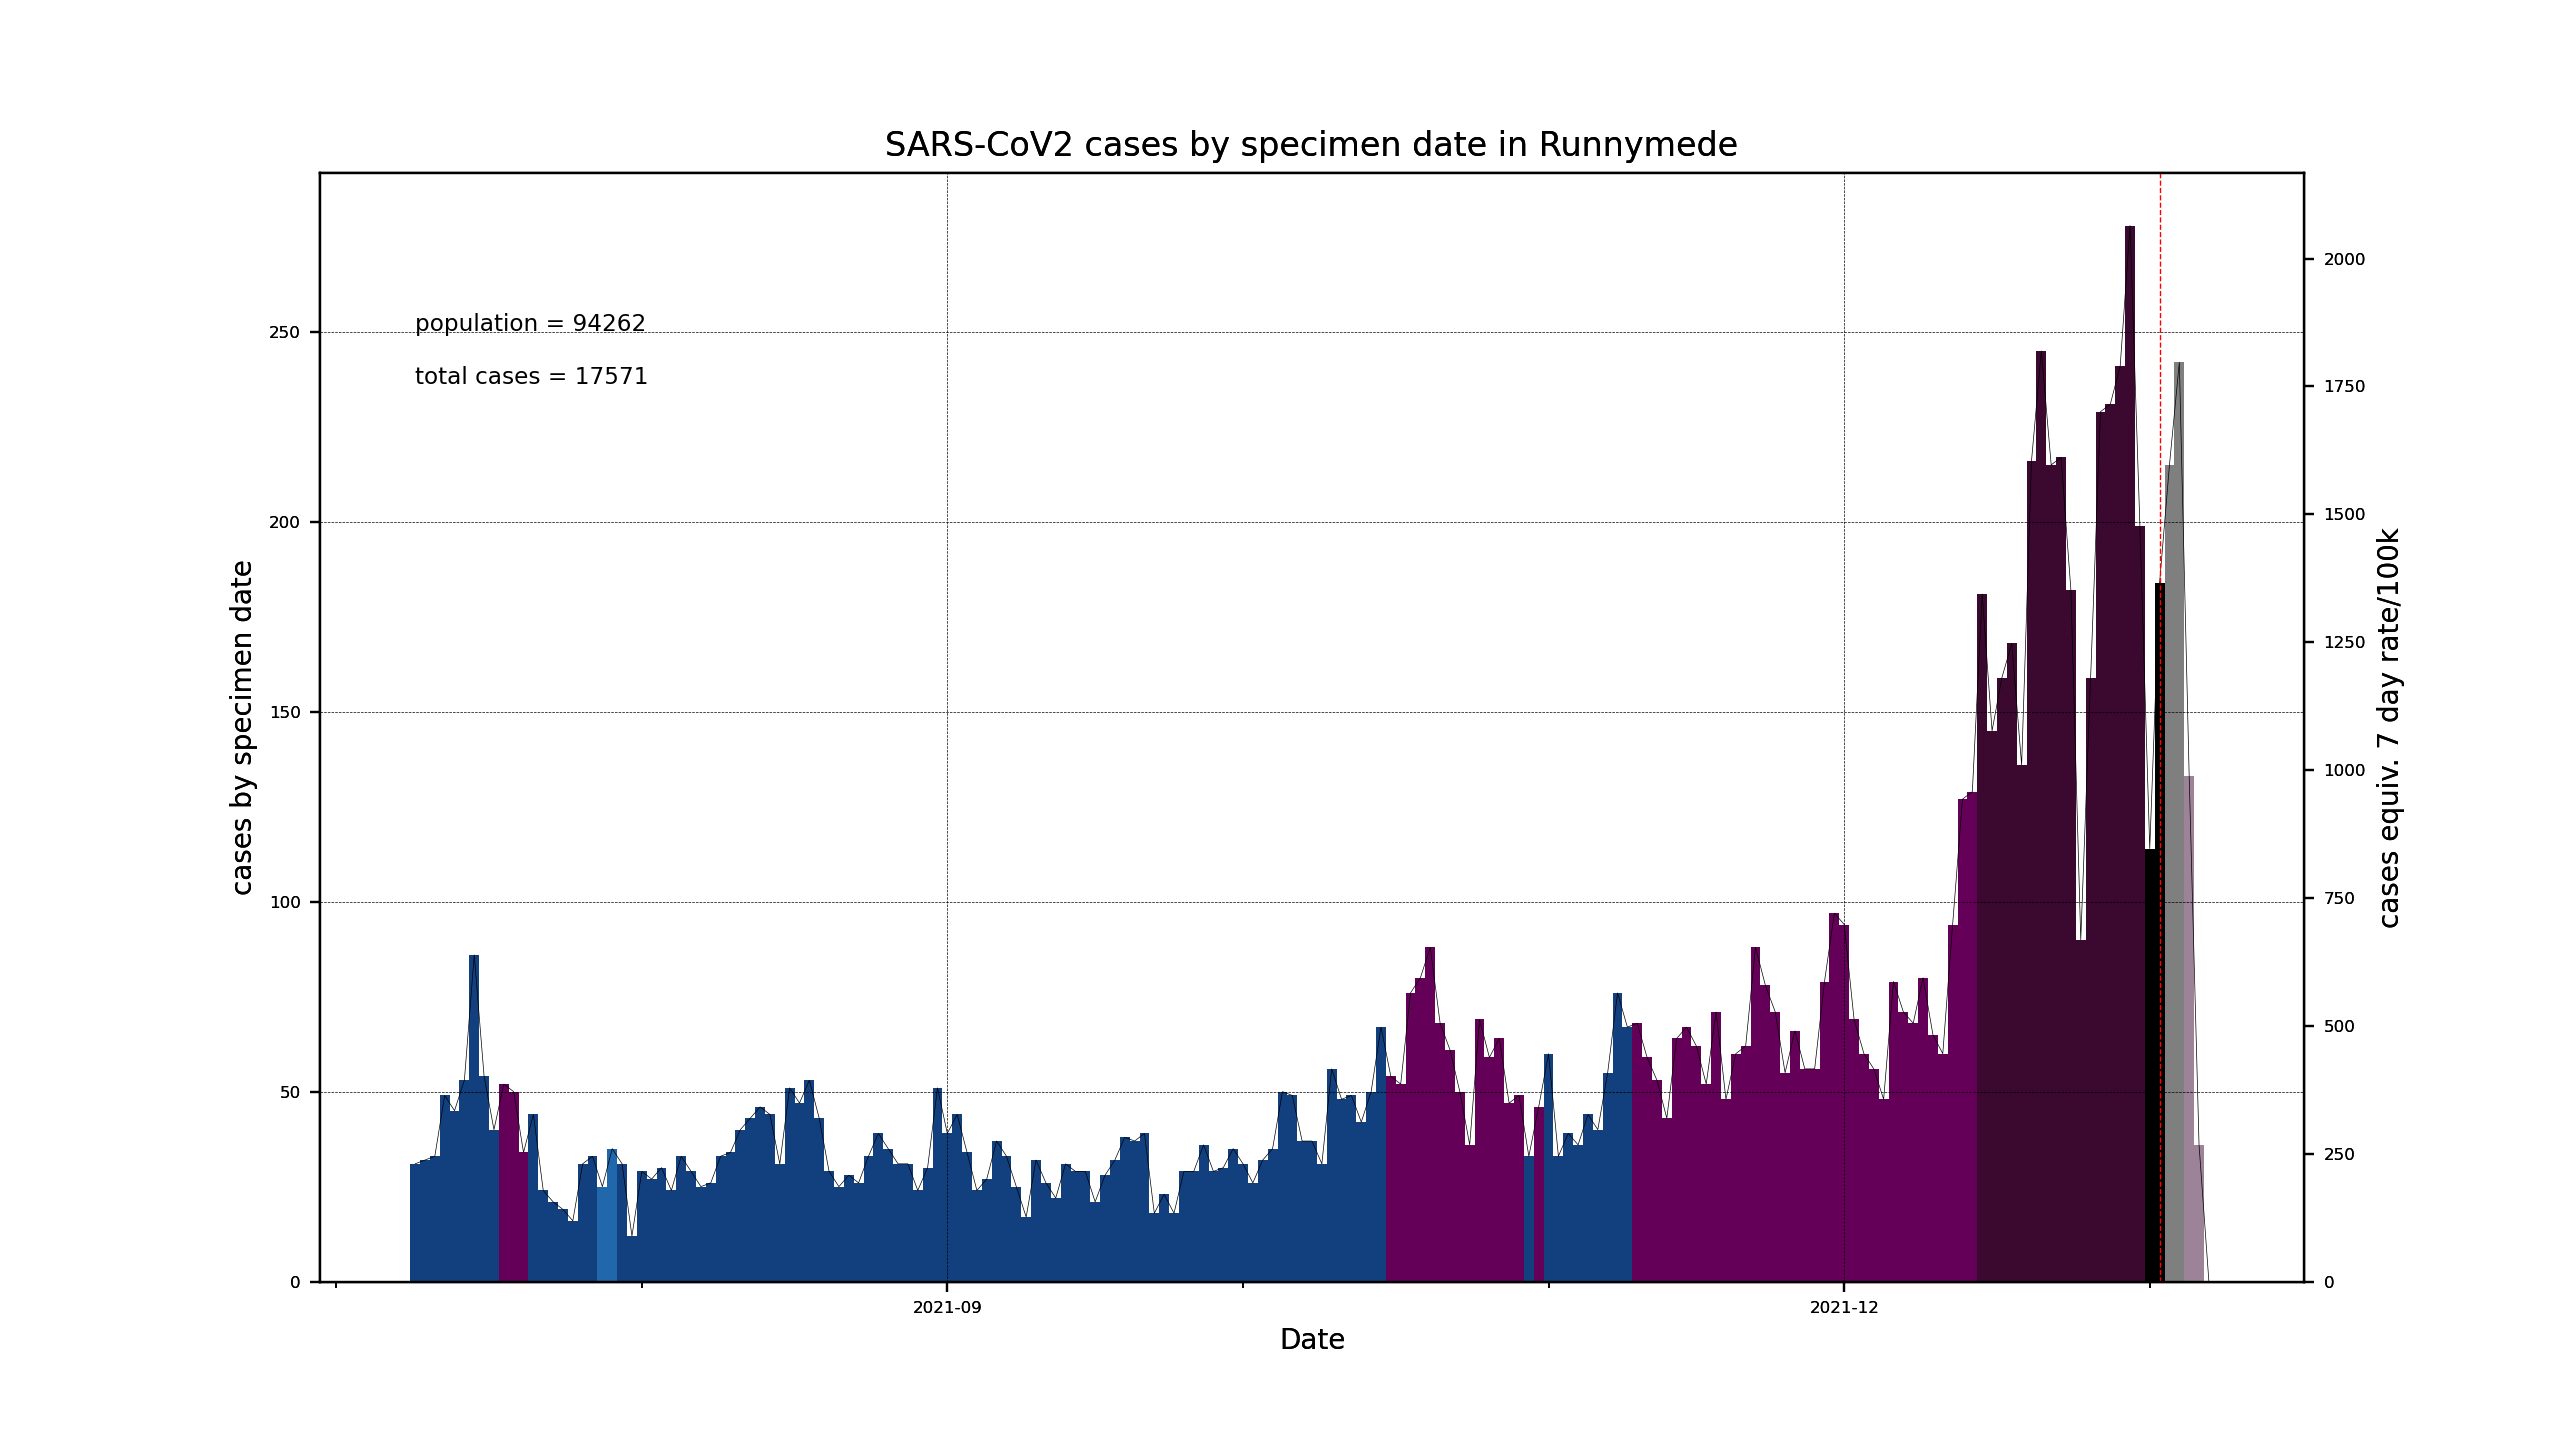 SARS-CoV2 cases by specimen date in Runnymede
population = 94262
total cases = 17571
cases by specimen date
250
200
150
100
50
0
2000
1750
1500
1250
1000
750
500
250
0
cases equiv. 7 day rate/100k
2021-09
2021-12
Date